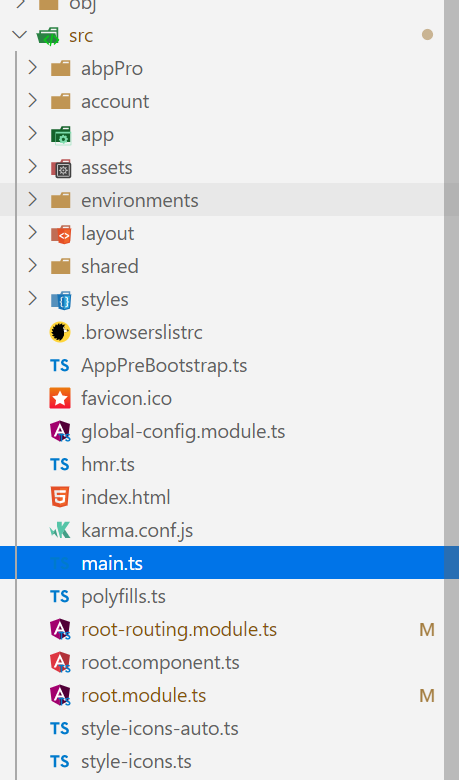 obj
src
abpPro
account
app
assets
environments
layout
shared
styles
.browserslistrc
TS AppPreBootstrap.ts
favicon.ico
global-config.module.ts
TS hmr.ts
index.html
karma.conf.js
TS main.ts
TS polyfills.ts
root-routing.module.ts M
root.component.ts
root.module.ts M
TS style-icons-auto.ts
TS style-icons.ts